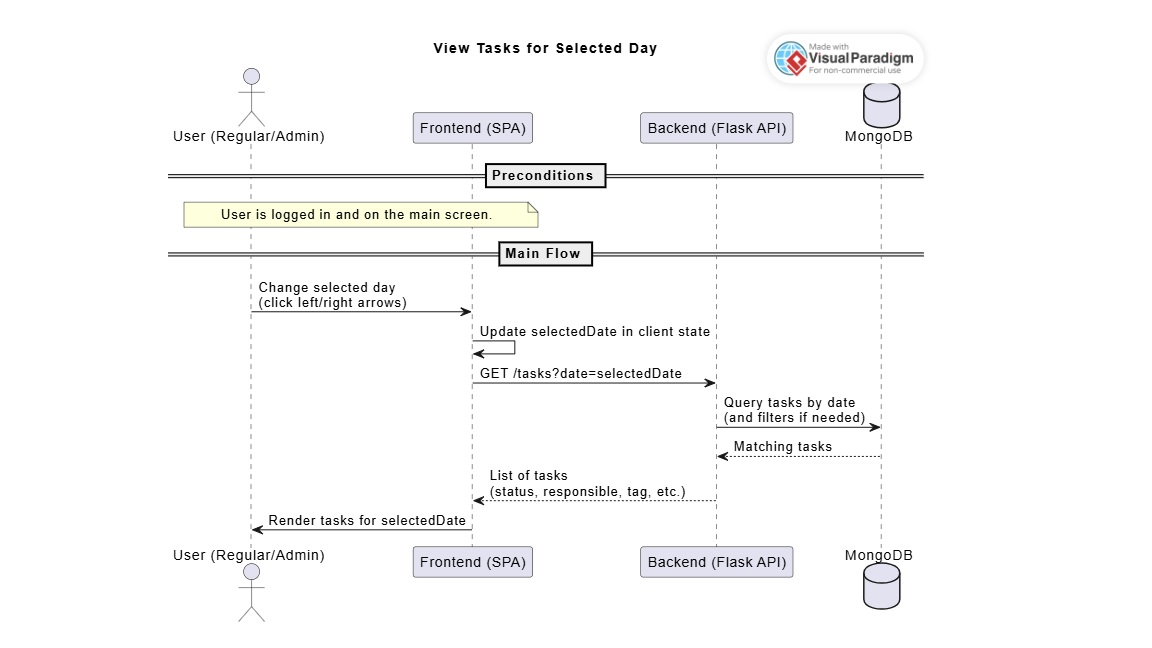 View Tasks for Selected Day
Made with
VisualParadigm
For non-commercial use
User (Regular/Admin)
Frontend (SPA)
Backend (Flask API)
MongoDB
Preconditions
User is logged in and on the main screen.
Main Flow
Change selected day
(click left/right arrows)
Update selectedDate in client state
GET /tasks?date=selectedDate
Query tasks by date
(and filters if needed)
Matching tasks
List of tasks
(status, responsible, tag, etc.)
Render tasks for selectedDate
User (Regular/Admin)
Frontend (SPA)
Backend (Flask API)
MongoDB